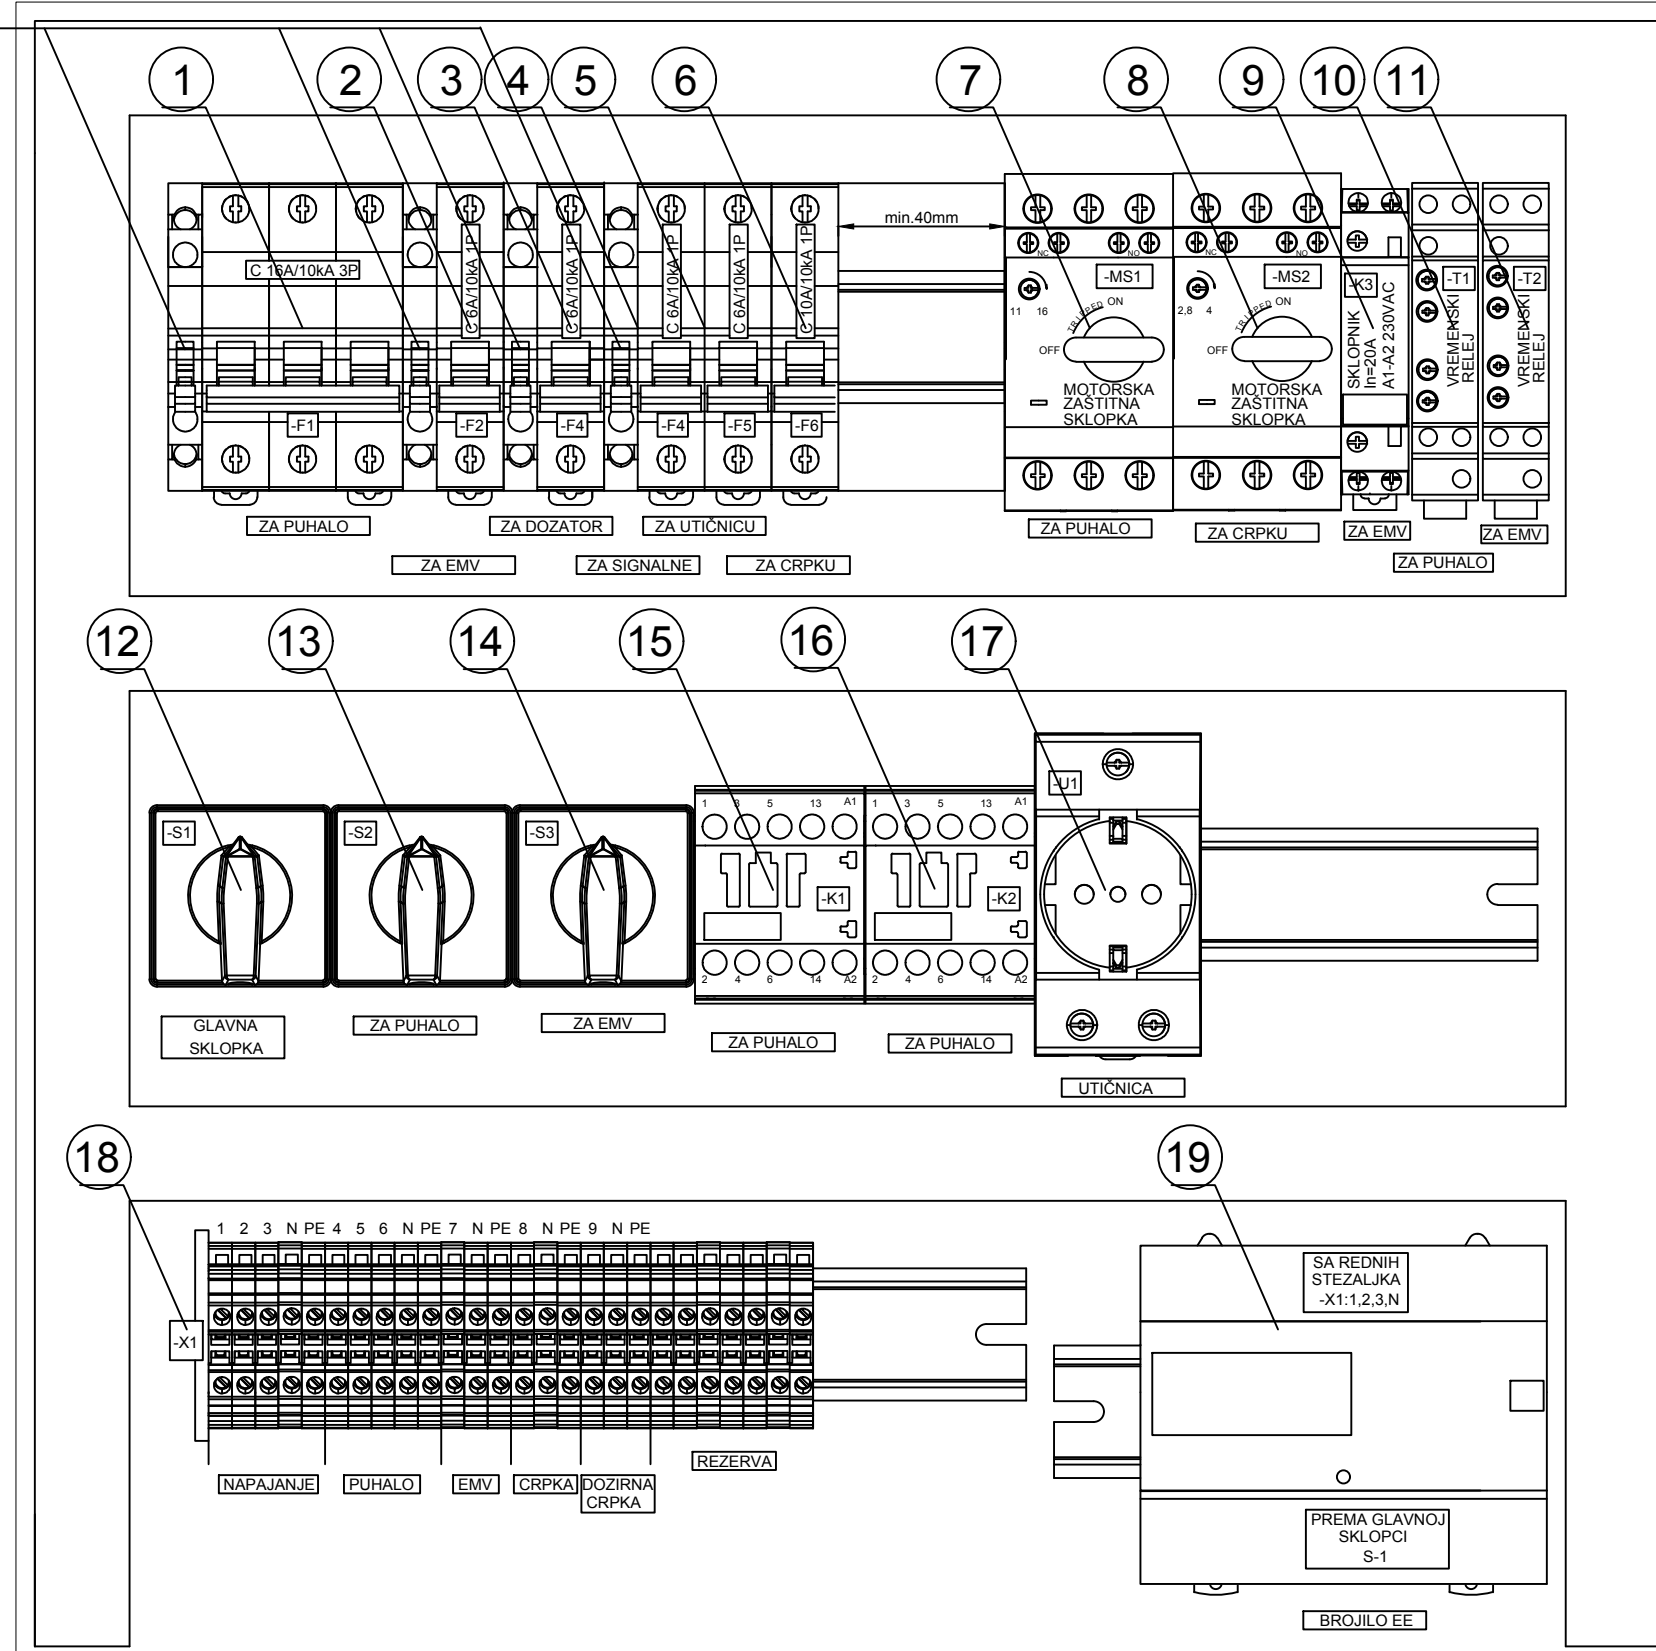 1 2 3 4 5 6 7 8 9 10 11
C 16A/10kA 3P
C 6A/10kA 1P
C 6A/10kA 1P
C 6A/10kA 1P
C 6A/10kA 1P
C 10A/10kA 1P
min.40mm
-F1 -F2 -F4 -F4 -F5 -F6
NC NO
-MS1
11 16
TRIPPED ON
OFF
MOTORSKA
ZAŠTITNA
SKLOPKA
NC NO
-MS2
2,8 4
TRIPPED ON
OFF
MOTORSKA
ZAŠTITNA
SKLOPKA
-K3
SKLOPNIK
In=20A
A1-A2 230VAC
-T1
VREMENSKI
RELEJ
-T2
VREMENSKI
RELEJ
ZA PUHALO ZA DOZATOR ZA UTIČNICU ZA PUHALO ZA CRPKU ZA EMV ZA EMV
ZA EMV ZA SIGNALNE ZA CRPKU ZA PUHALO
12 13 14 15 16 17
-S1 -S2 -S3
1 3 5 13 A1
-K1
2 4 6 14 A2
1 3 5 13 A1
-K2
2 4 6 14 A2
-U1
GLAVNA
SKLOPKA
ZA PUHALO
ZA EMV
ZA PUHALO
ZA PUHALO
UTIČNICA
18 19
1 2 3 N PE 4 5 6 N PE 7 N PE 8 N PE 9 N PE
-X1
NAPAJANJE PUHALO EMV CRPKA
DOZIRNA
CRPKA
REZERVA
SA REDNIH
STEZALJKA
-X1:1,2,3,N
PREMA GLAVNOJ
SKLOPCI
S-1
BROJILO EE